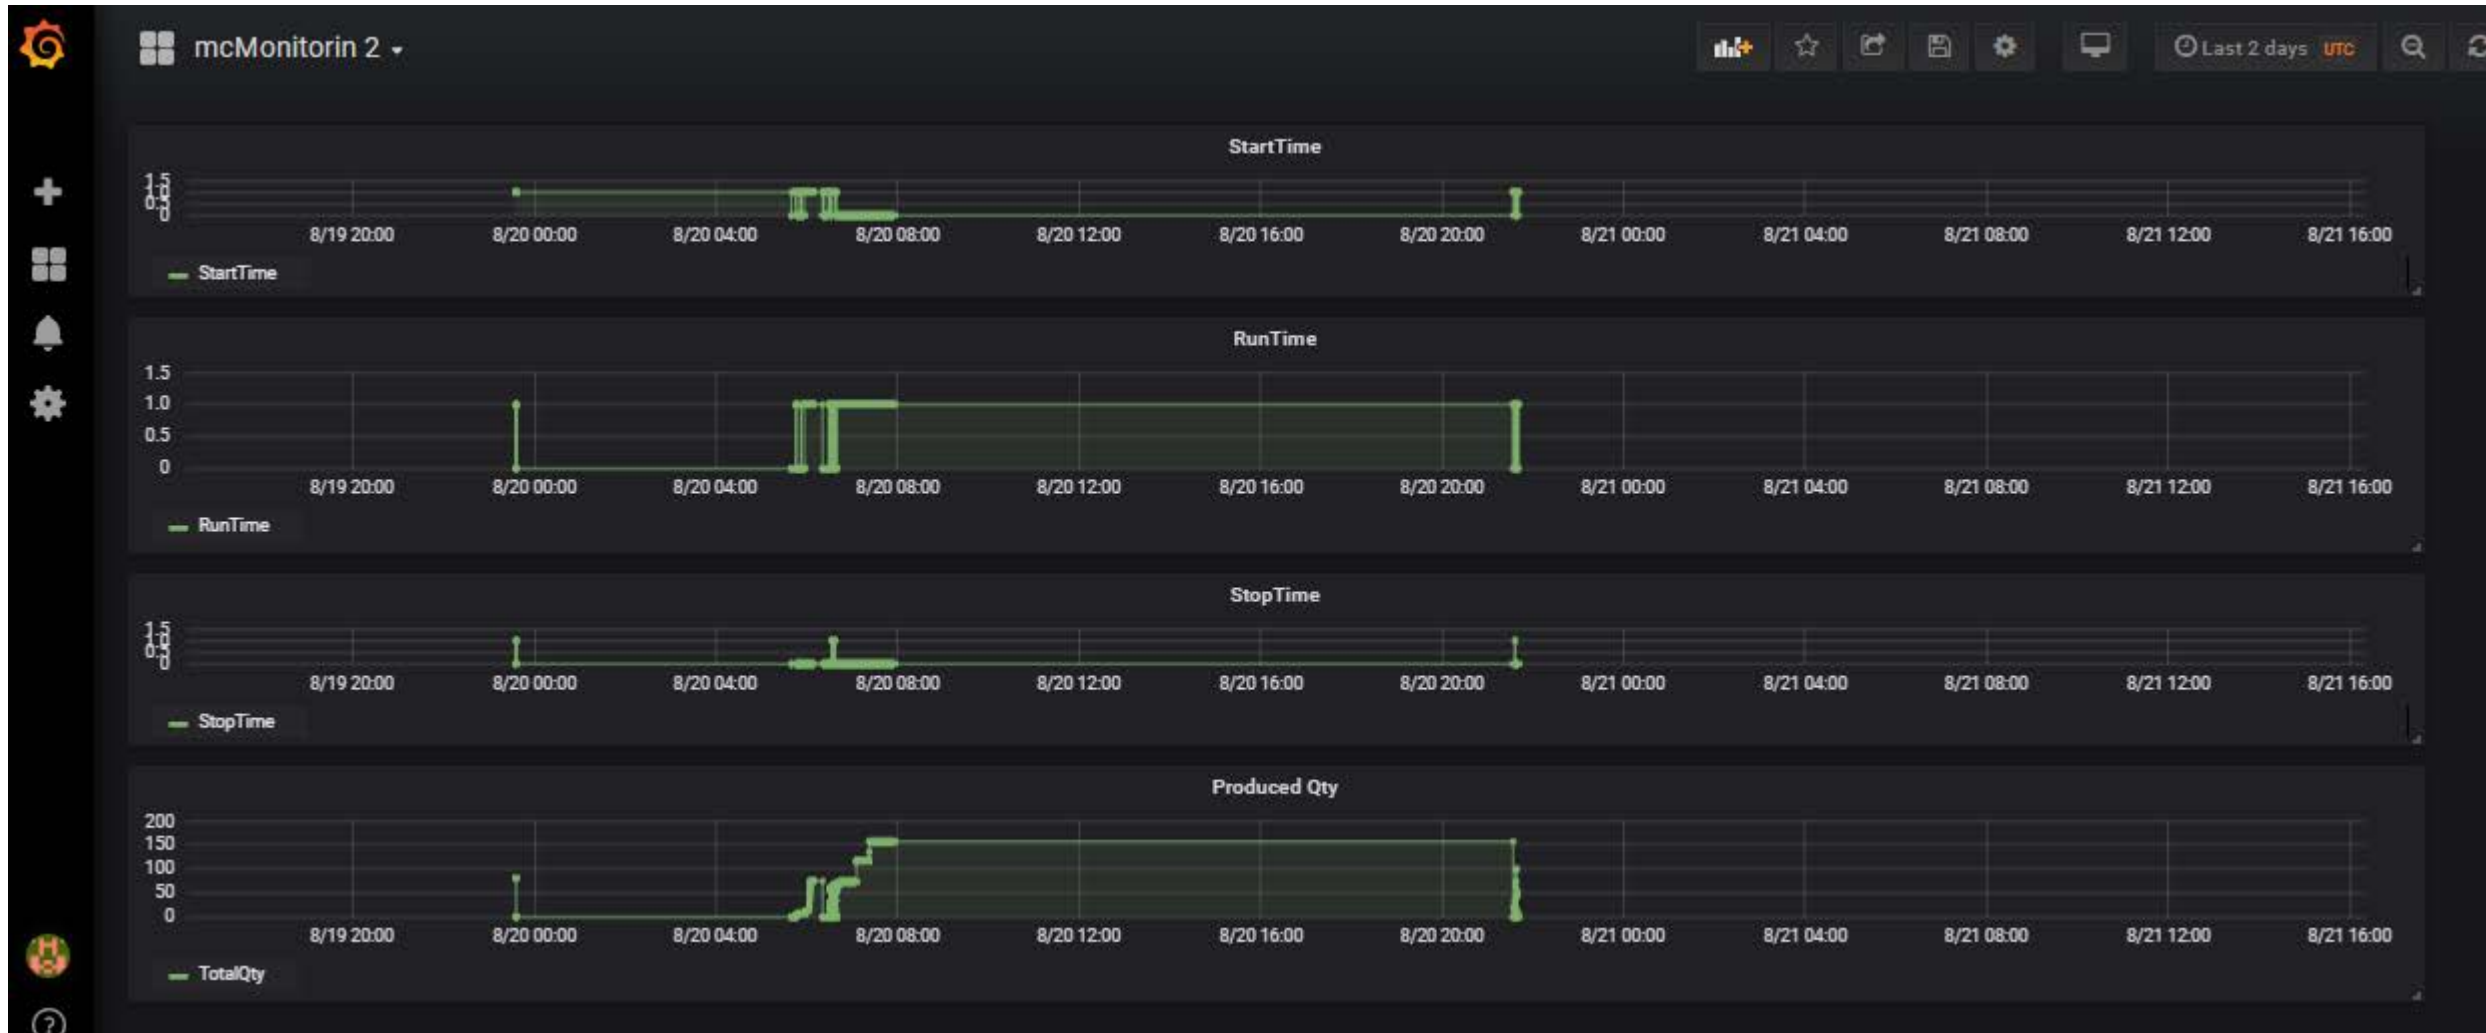 mcMonitorin 2
Last 2 days UTC
StartTime
1.5
1.0
0.5
0
8/19 20:00 8/20 00:00 8/20 04:00 8/20 08:00 8/20 12:00 8/20 16:00 8/20 20:00 8/21 00:00 8/21 04:00 8/21 08:00 8/21 12:00 8/21 16:00
StartTime
RunTime
1.5
1.0
0.5
0
8/19 20:00 8/20 00:00 8/20 04:00 8/20 08:00 8/20 12:00 8/20 16:00 8/20 20:00 8/21 00:00 8/21 04:00 8/21 08:00 8/21 12:00 8/21 16:00
RunTime
StopTime
1.5
1.0
0.5
0
8/19 20:00 8/20 00:00 8/20 04:00 8/20 08:00 8/20 12:00 8/20 16:00 8/20 20:00 8/21 00:00 8/21 04:00 8/21 08:00 8/21 12:00 8/21 16:00
StopTime
Produced Qty
200
150
100
50
0
8/19 20:00 8/20 00:00 8/20 04:00 8/20 08:00 8/20 12:00 8/20 16:00 8/20 20:00 8/21 00:00 8/21 04:00 8/21 08:00 8/21 12:00 8/21 16:00
TotalQty